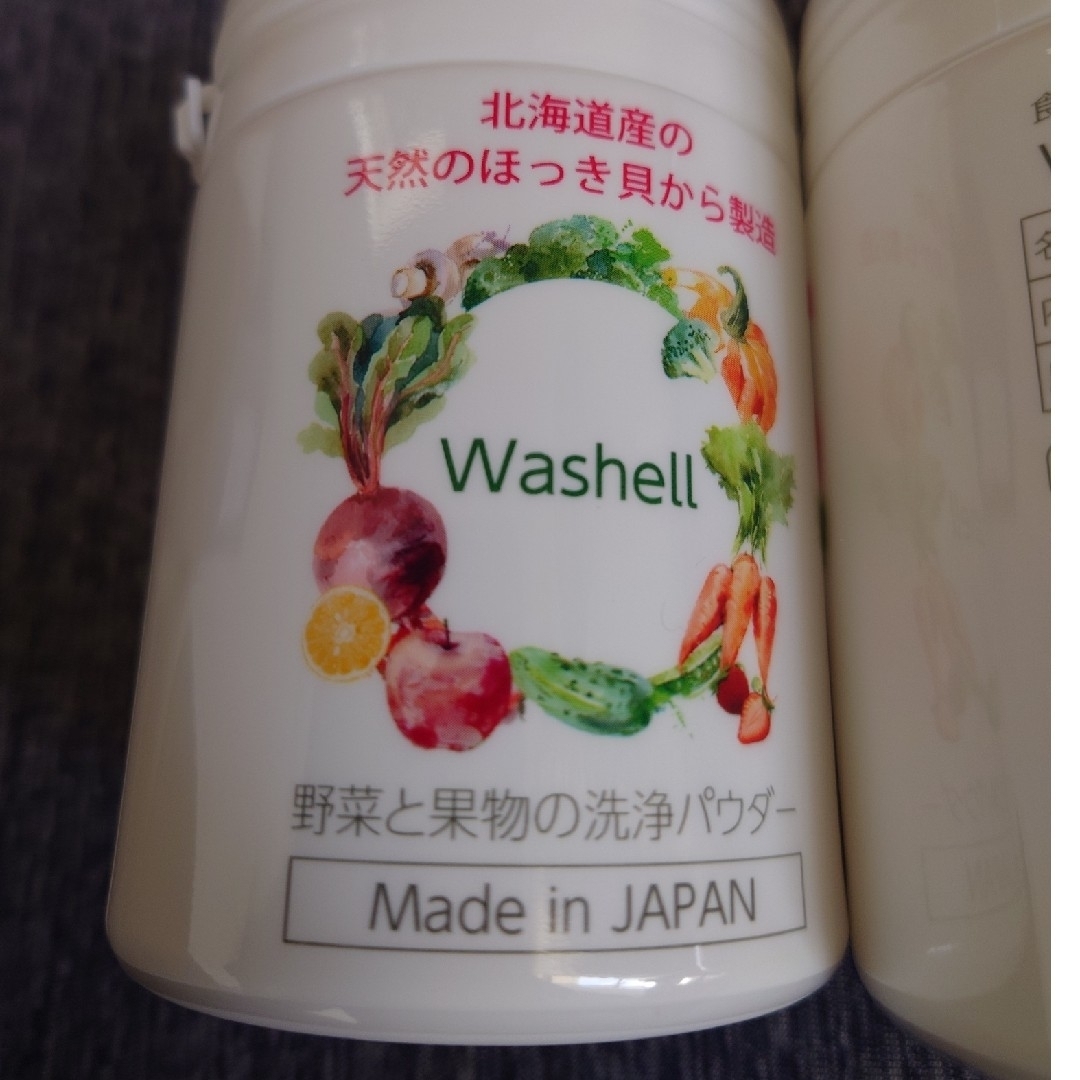 北海道産の
天然のほっき貝から製造
Washell
野菜と果物の洗浄パウダー
Made in JAPAN